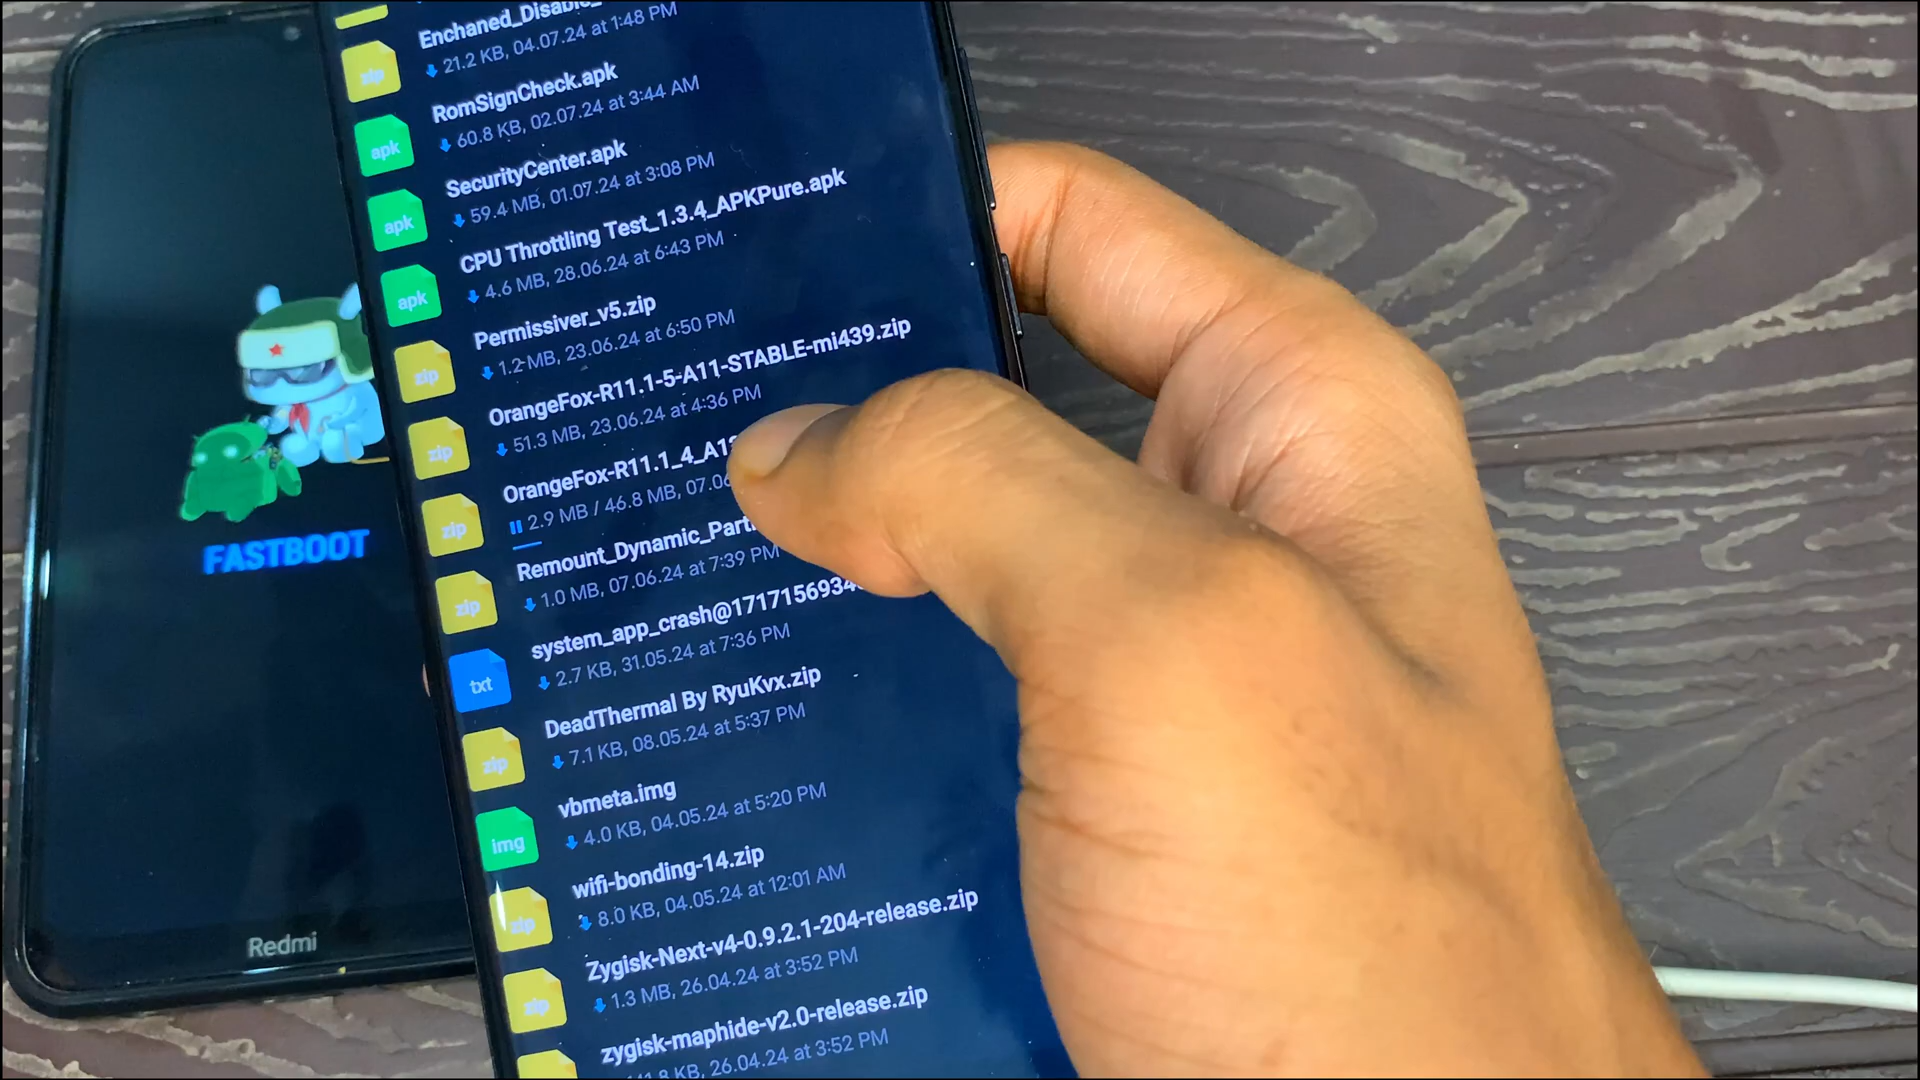 Enchaned_Disable_
21.2 KB, 04.07.24 at 1:48 PM
zip
RomSignCheck.apk
60.8 KB, 02.07.24 at 3:44 AM
apk
SecurityCenter.apk
59.4 MB, 01.07.24 at 3:08 PM
apk
CPU Throttling Test_1.3.4_APKPure.apk
4.6 MB, 28.06.24 at 6:43 PM
apk
Permissiver_v5.zip
1.2 MB, 23.06.24 at 6:50 PM
zip
OrangeFox-R11.1-5-A11-STABLE-mi439.zip
51.3 MB, 23.06.24 at 4:36 PM
zip
OrangeFox-R11.1_4_A1
2.9 MB / 46.8 MB, 07.06
zip
Remount_Dynamic_Part
1.0 MB, 07.06.24 at 7:39 PM
zip
system_app_crash@1717156934
2.7 KB, 31.05.24 at 7:36 PM
txt
DeadThermal By RyuKvx.zip
7.1 KB, 08.05.24 at 5:37 PM
zip
vbmeta.img
4.0 KB, 04.05.24 at 5:20 PM
img
wifi-bonding-14.zip
8.0 KB, 04.05.24 at 12:01 AM
zip
Zygisk-Next-v4-0.9.2.1-204-release.zip
1.3 MB, 26.04.24 at 3:52 PM
zip
zygisk-maphide-v2.0-release.zip
KB, 26.04.24 at 3:52 PM
FASTBOOT
Redmi